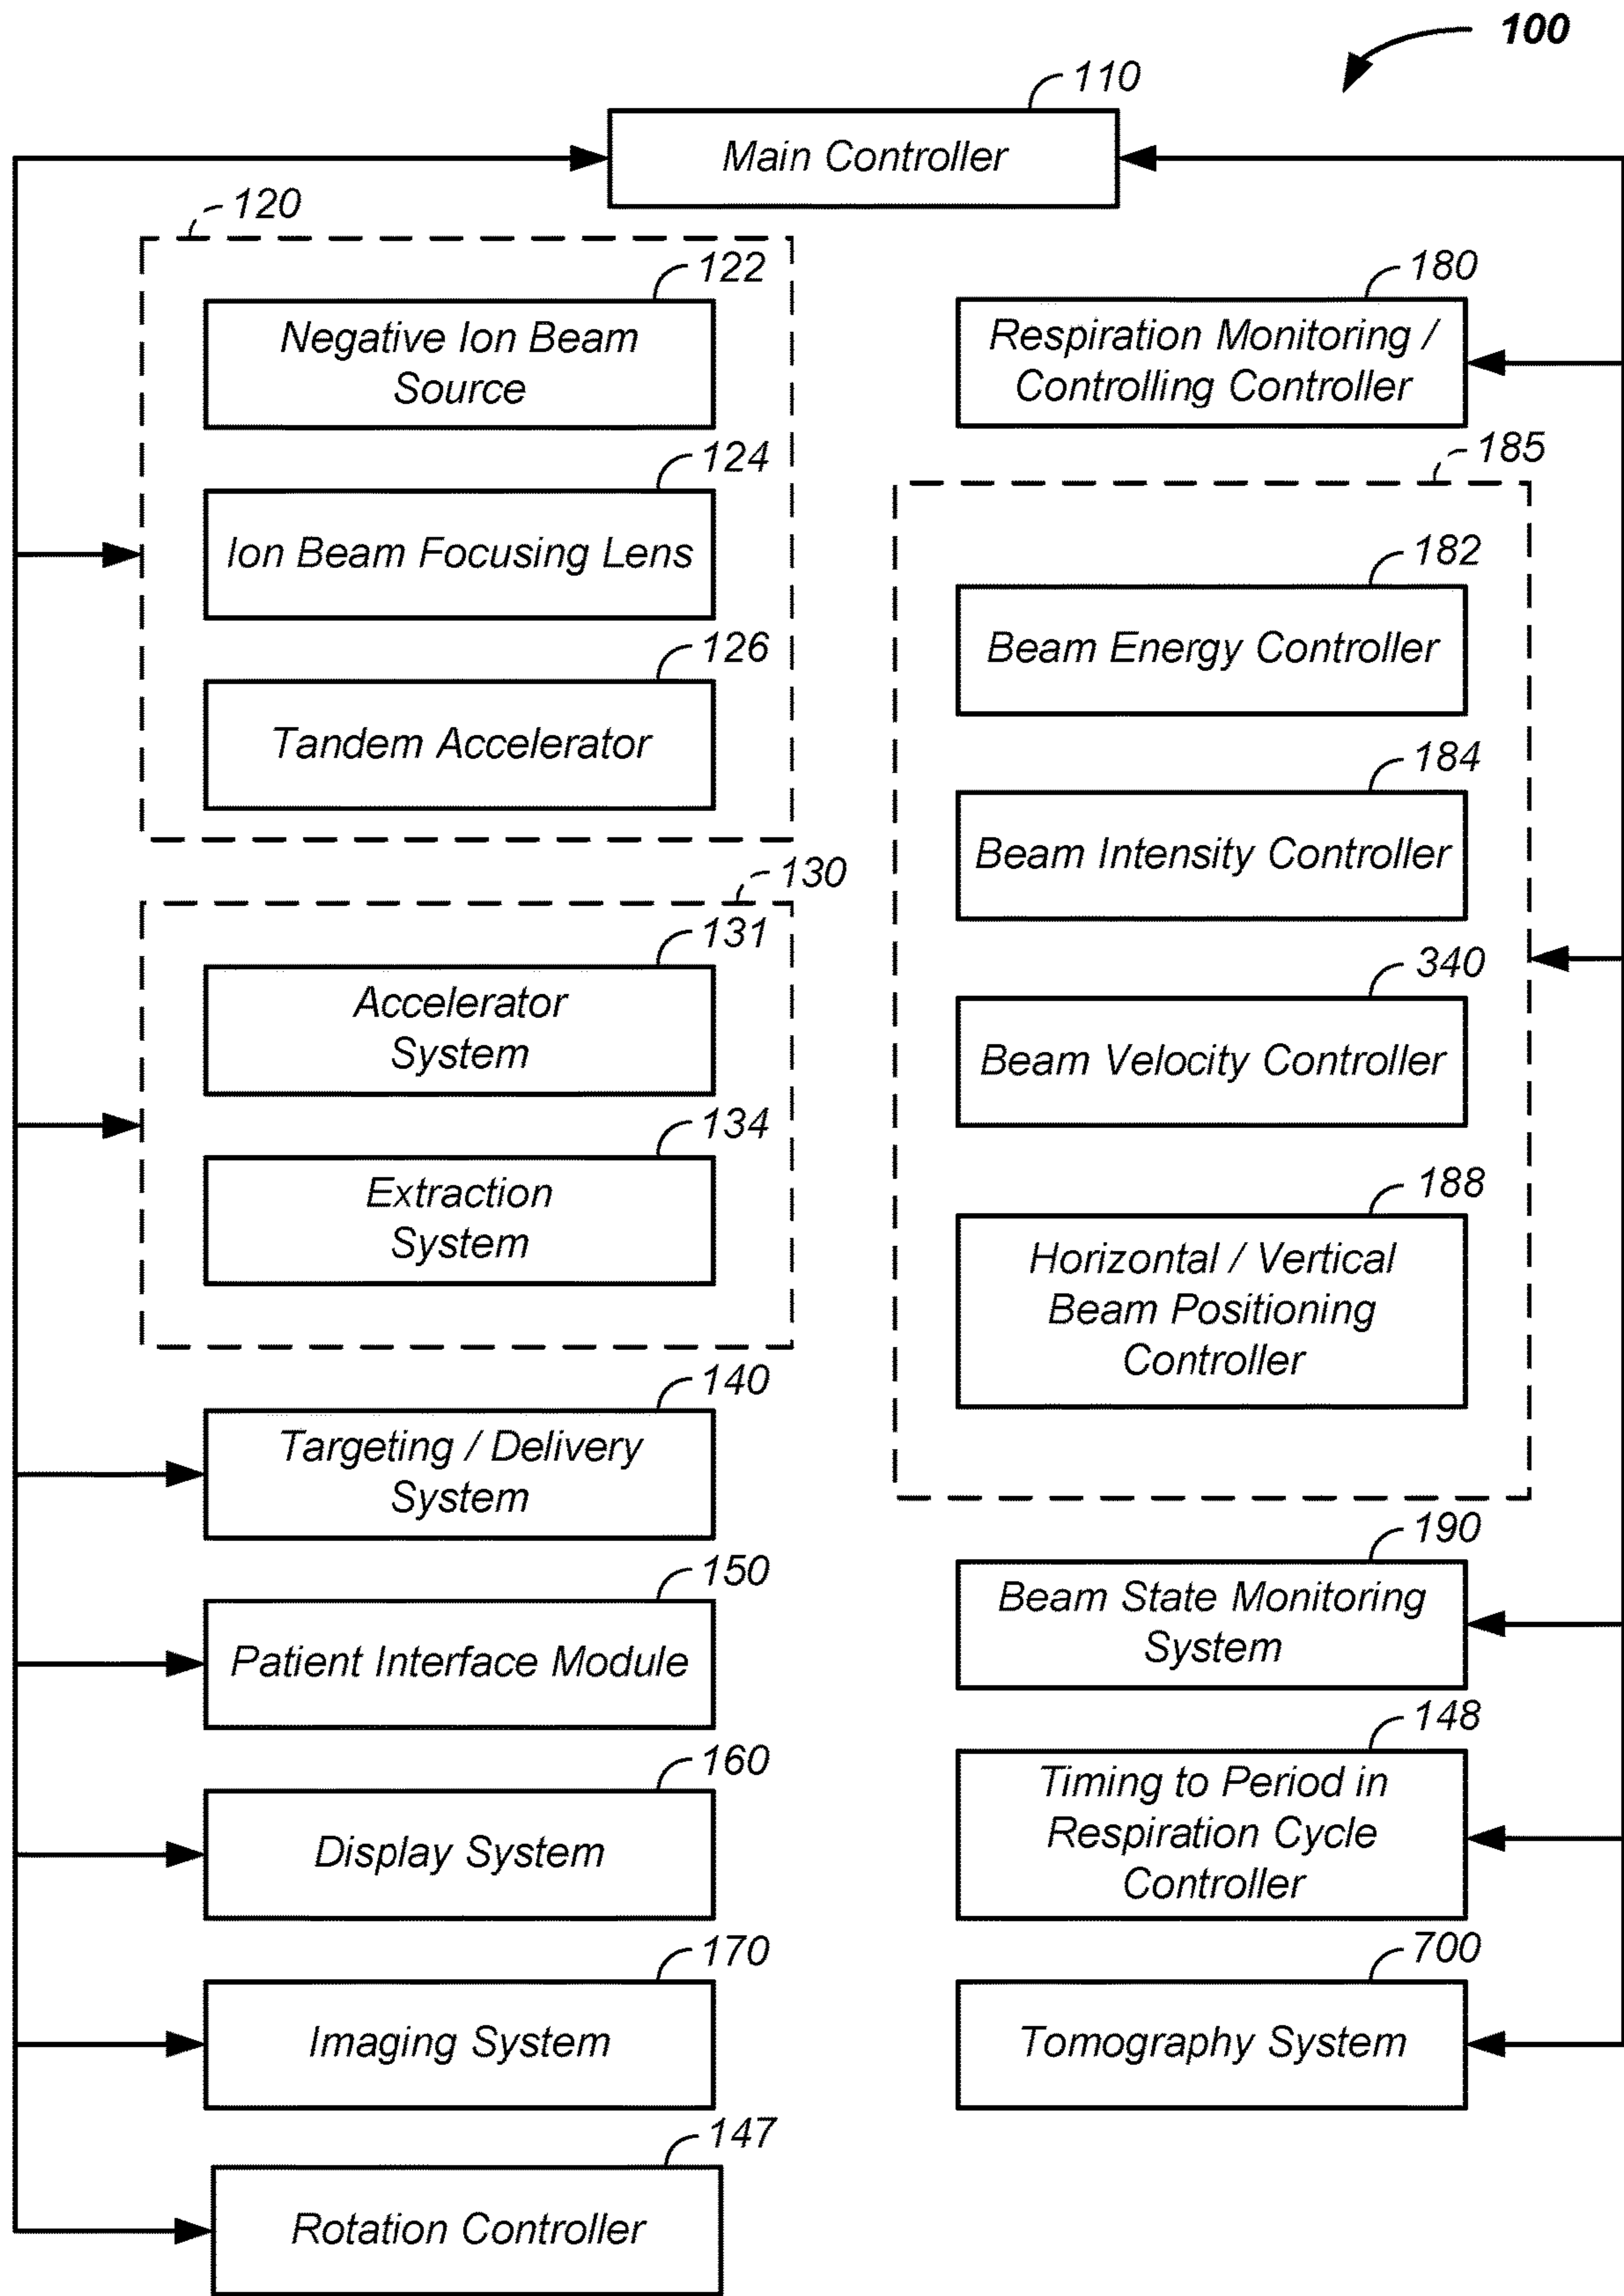 100
110
Main Controller
120
122
Negative Ion Beam
Source
124
Ion Beam Focusing Lens
126
Tandem Accelerator
130
131
Accelerator
System
134
Extraction
System
140
Targeting / Delivery
System
150
Patient Interface Module
160
Display System
170
Imaging System
147
Rotation Controller
180
Respiration Monitoring /
Controlling Controller
185
182
Beam Energy Controller
184
Beam Intensity Controller
340
Beam Velocity Controller
188
Horizontal / Vertical
Beam Positioning
Controller
190
Beam State Monitoring
System
148
Timing to Period in
Respiration Cycle
Controller
700
Tomography System